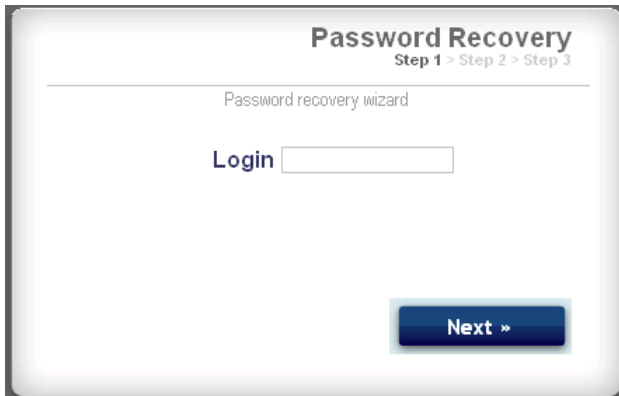 Password Recovery
Step 1 > Step 2 > Step 3
Password recovery wizard
Login
Next »